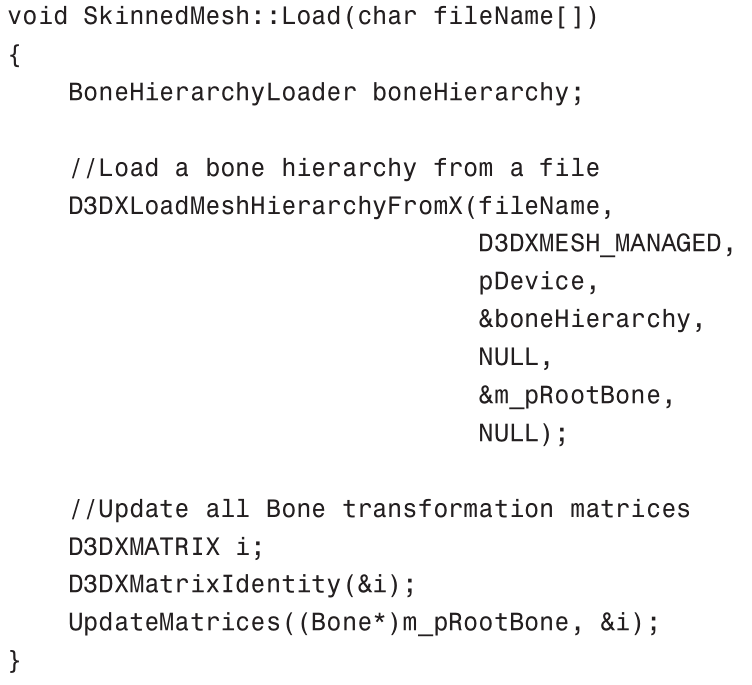 void SkinnedMesh::Load(char fileName[])
{
     BoneHierarchyLoader boneHierarchy;

     //Load a bone hierarchy from a file
     D3DXLoadMeshHierarchyFromX(fileName,
                                D3DXMESH_MANAGED,
                                pDevice,
                                &boneHierarchy,
                                NULL,
                                &m_pRootBone,
                                NULL);

     //Update all Bone transformation matrices
     D3DXMATRIX i;
     D3DXMatrixIdentity(&i);
     UpdateMatrices((Bone*)m_pRootBone, &i);
}